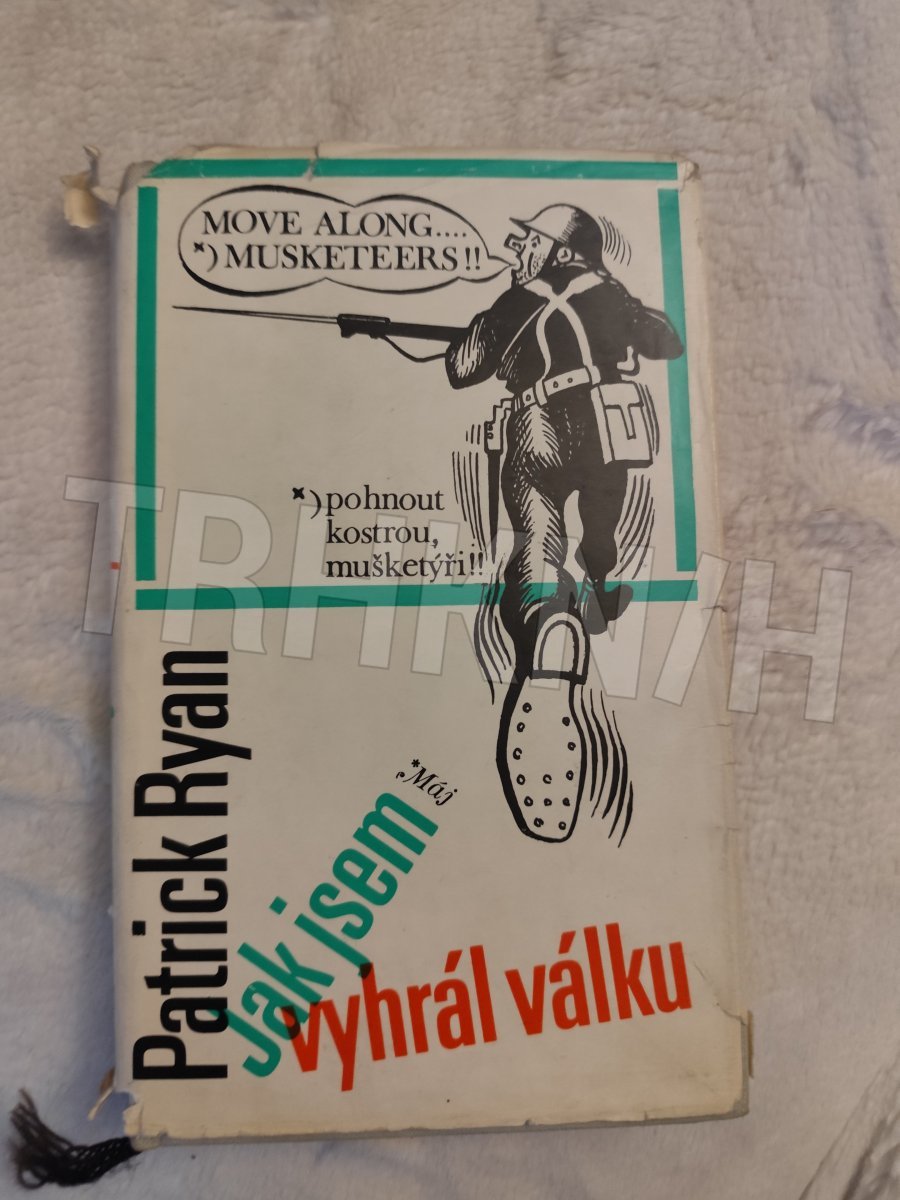 MOVE ALONG....
*) MUSKETEERS!!
*) pohnout
kostrou,
mušketýři!!
TRHKNIH
Patrick Ryan
*Máj
Jak jsem
vyhrál válku